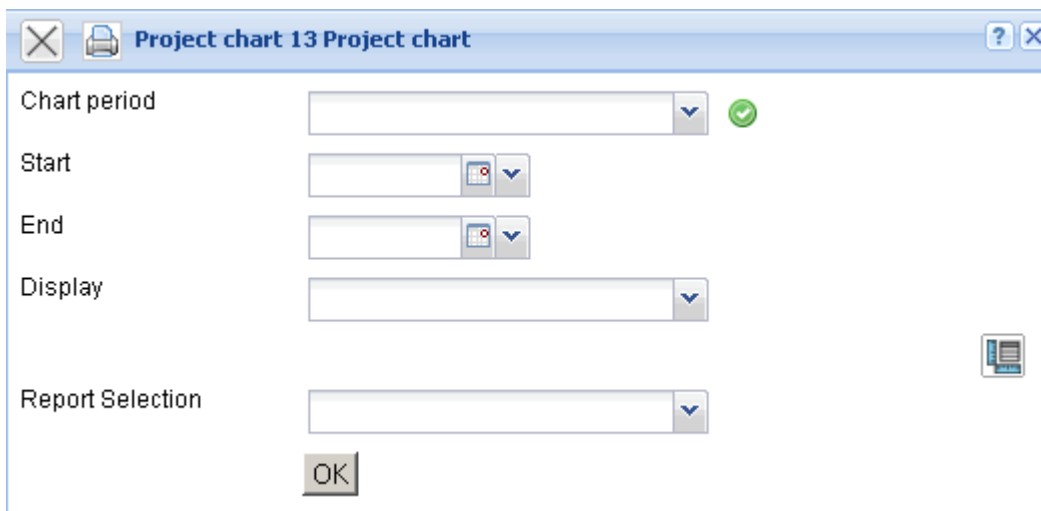 Project chart 13 Project chart
?
Chart period
Start
End
Display
Report Selection
OK